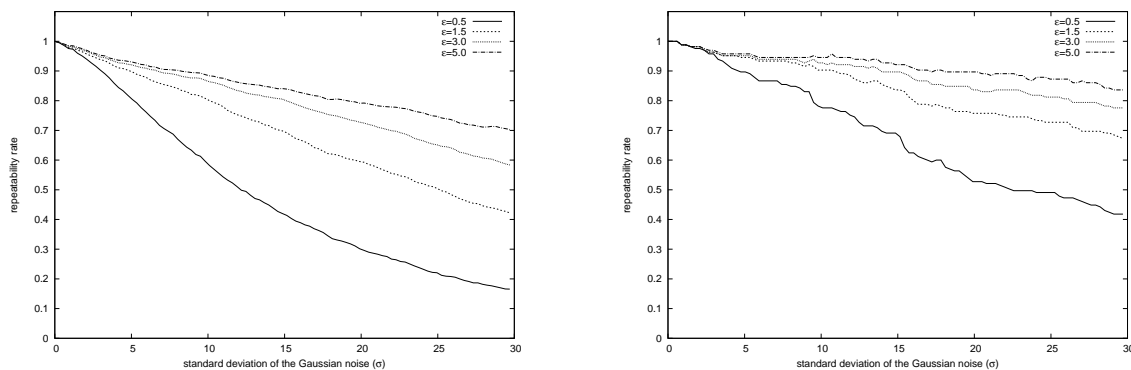 1
0.9
0.8
0.7
0.6
0.5
0.4
0.3
0.2
0.1
0
repeatability rate
0 5 10 15 20 25 30
standard deviation of the Gaussian noise (σ)
ε=0.5
ε=1.5
ε=3.0
ε=5.0
1
0.9
0.8
0.7
0.6
0.5
0.4
0.3
0.2
0.1
0
repeatability rate
0 5 10 15 20 25 30
standard deviation of the Gaussian noise (σ)
ε=0.5
ε=1.5
ε=3.0
ε=5.0